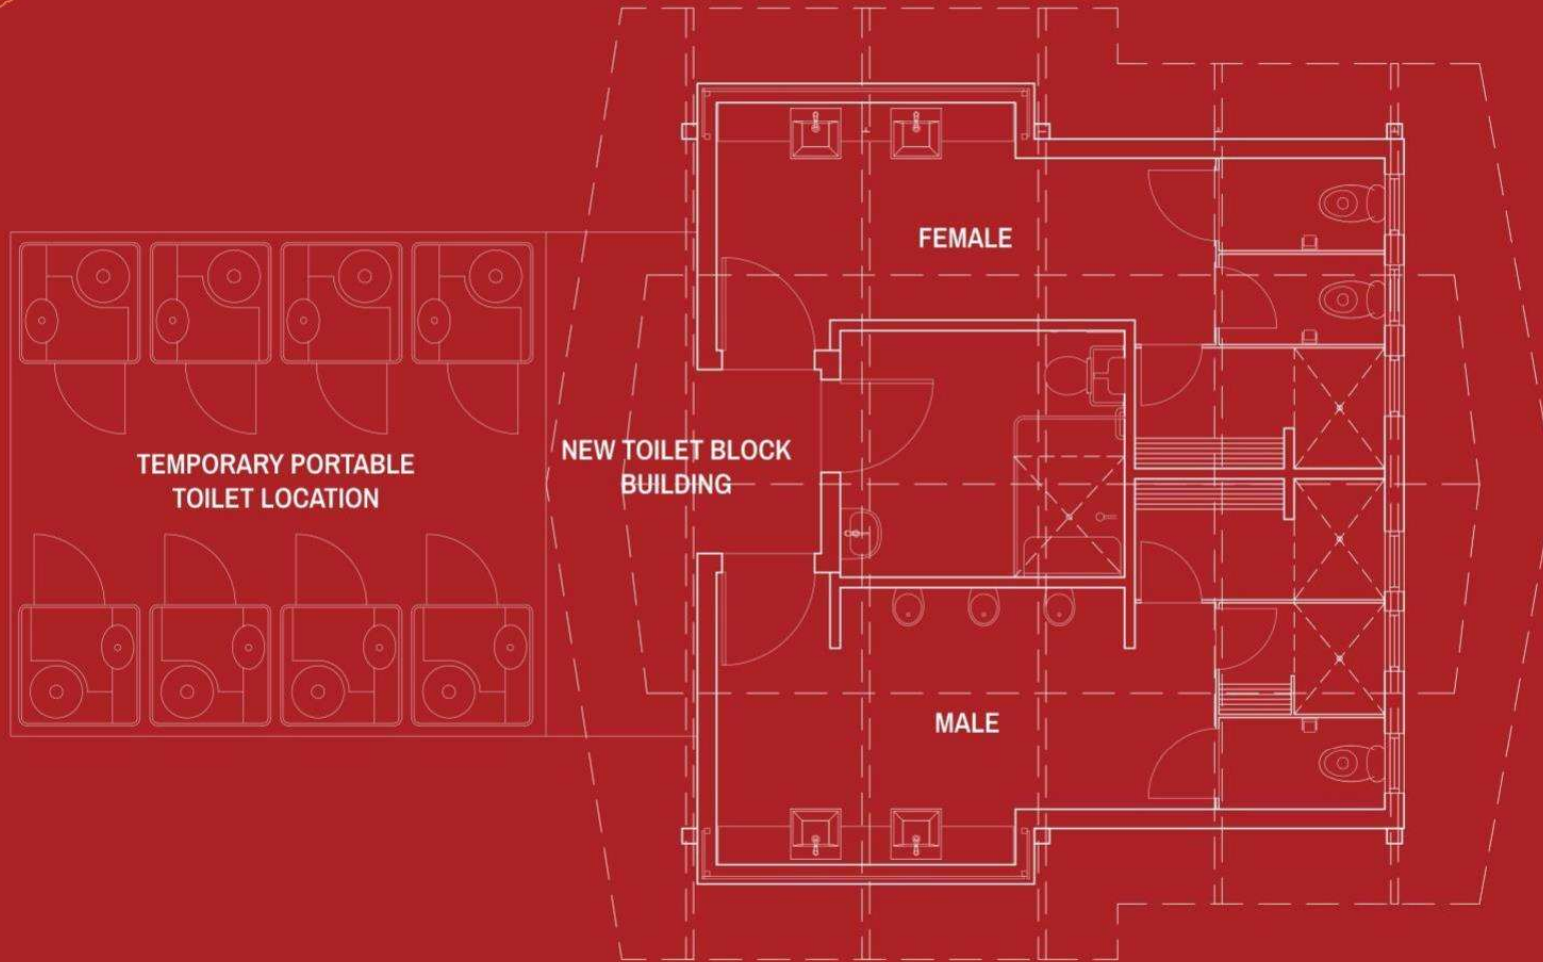 FEMALE
TEMPORARY PORTABLE
TOILET LOCATION
NEW TOILET BLOCK
BUILDING
MALE